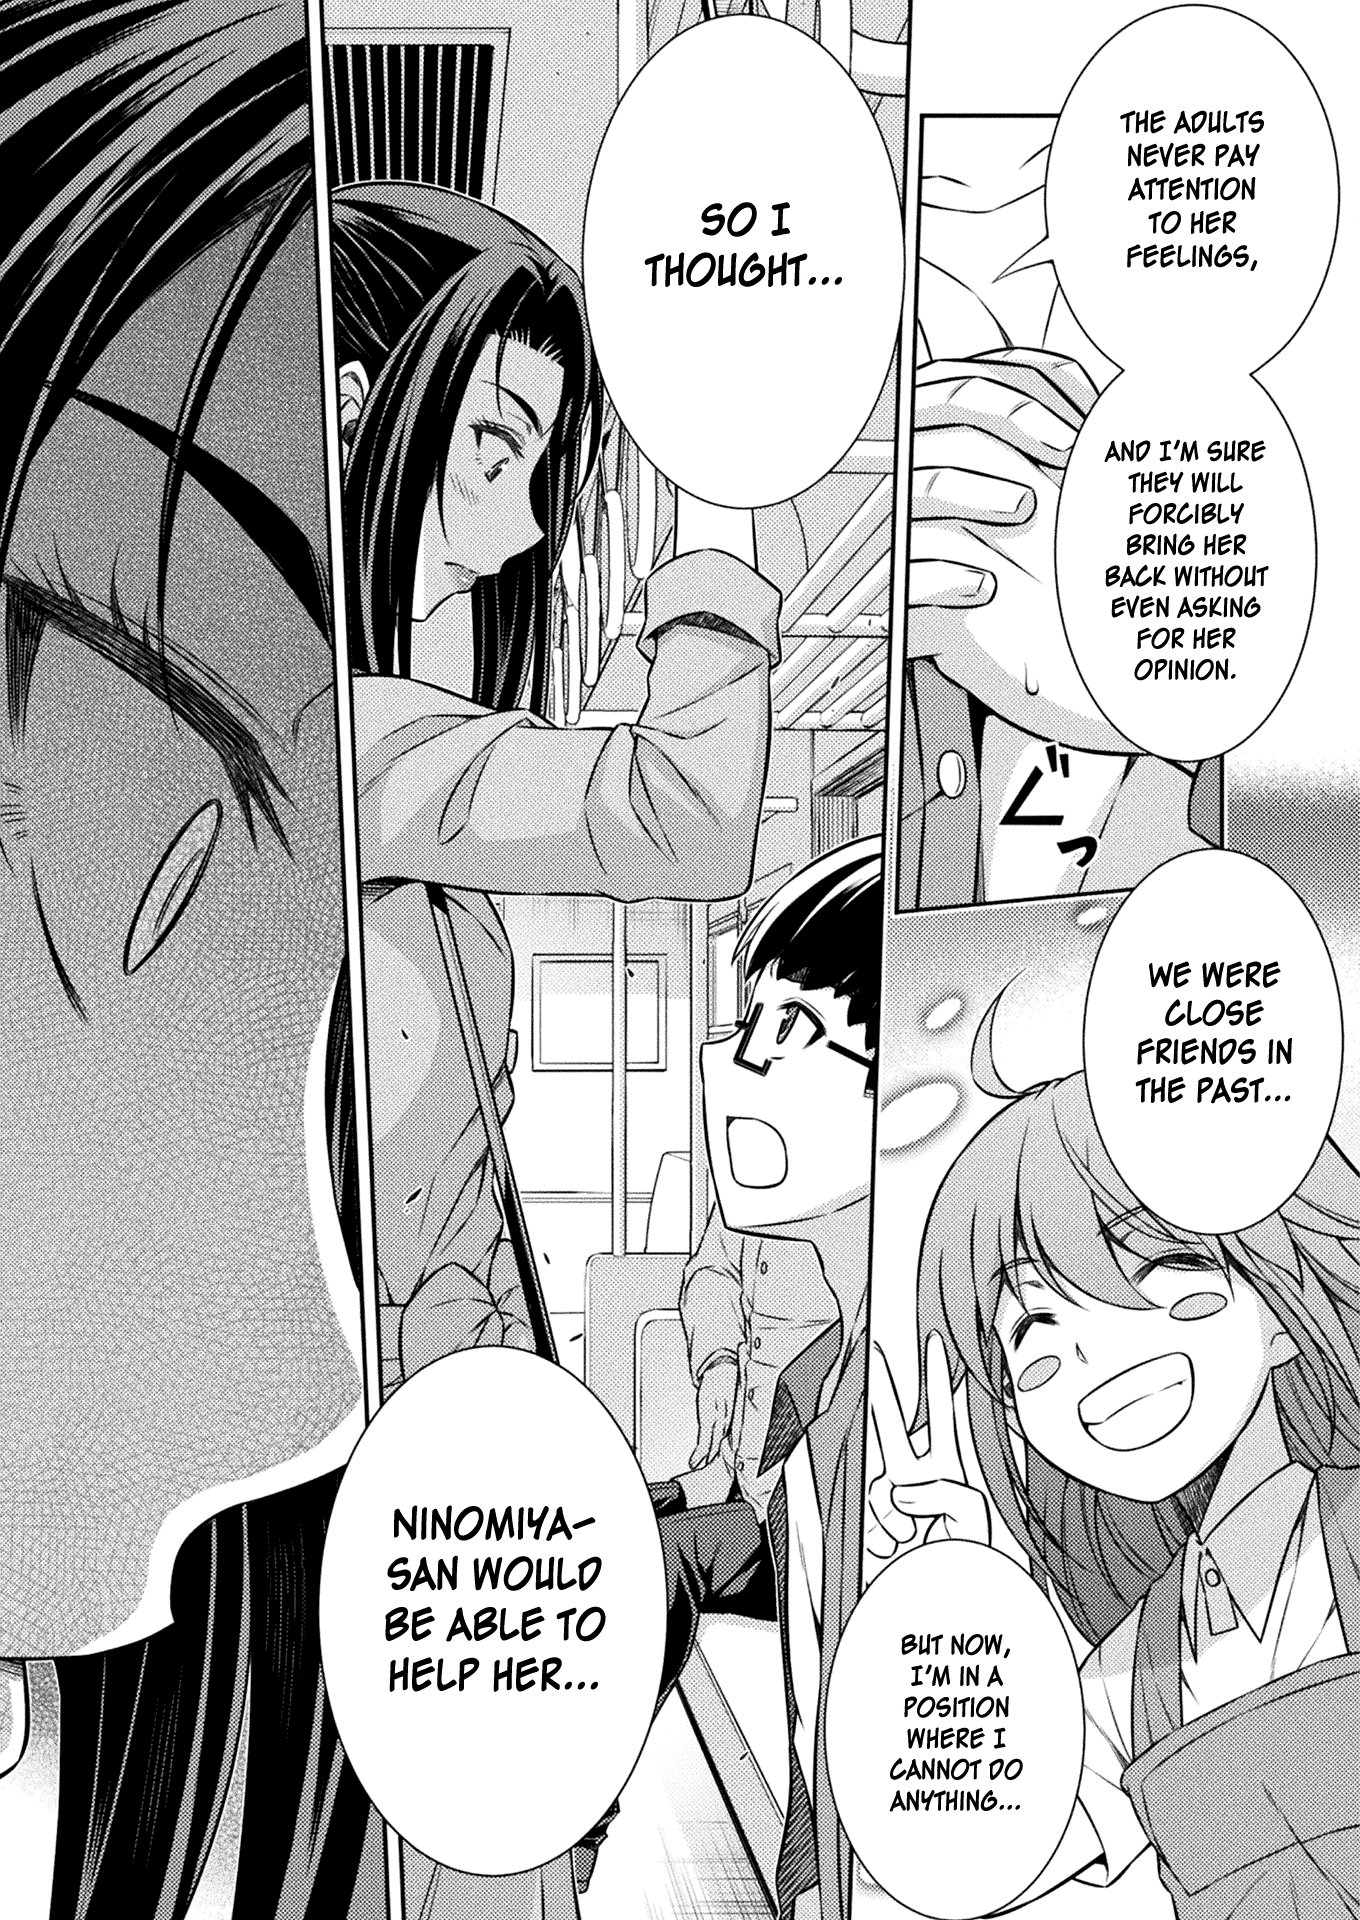 THE ADULTS
NEVER PAY
ATTENTION
TO HER
FEELINGS,
AND I'M SURE
THEY WILL
FORCIBLY
BRING HER
BACK WITHOUT
EVEN ASKING
FOR HER
OPINION.
ぐっ
WE WERE
CLOSE
FRIENDS IN
THE PAST...
BUT NOW,
I'M IN A
POSITION
WHERE I
CANNOT DO
ANYTHING...
SO I
THOUGHT...
NINOMIYA-
SAN WOULD
BE ABLE TO
HELP HER...